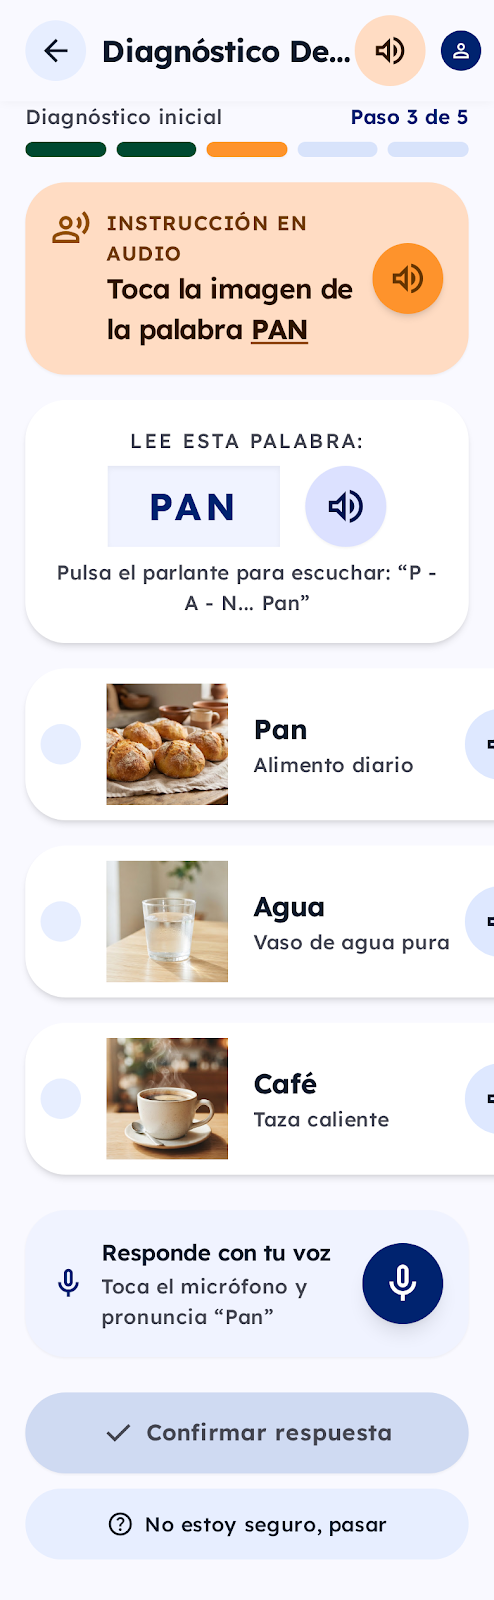 Diagnóstico De...
Diagnóstico inicial
Paso 3 de 5
INSTRUCCIÓN EN
AUDIO
Toca la imagen de
la palabra PAN
LEE ESTA PALABRA:
PAN
Pulsa el parlante para escuchar: “P -
A - N... Pan”
Pan
Alimento diario
Agua
Vaso de agua pura
Café
Taza caliente
Responde con tu voz
Toca el micrófono y
pronuncia “Pan”
Confirmar respuesta
No estoy seguro, pasar